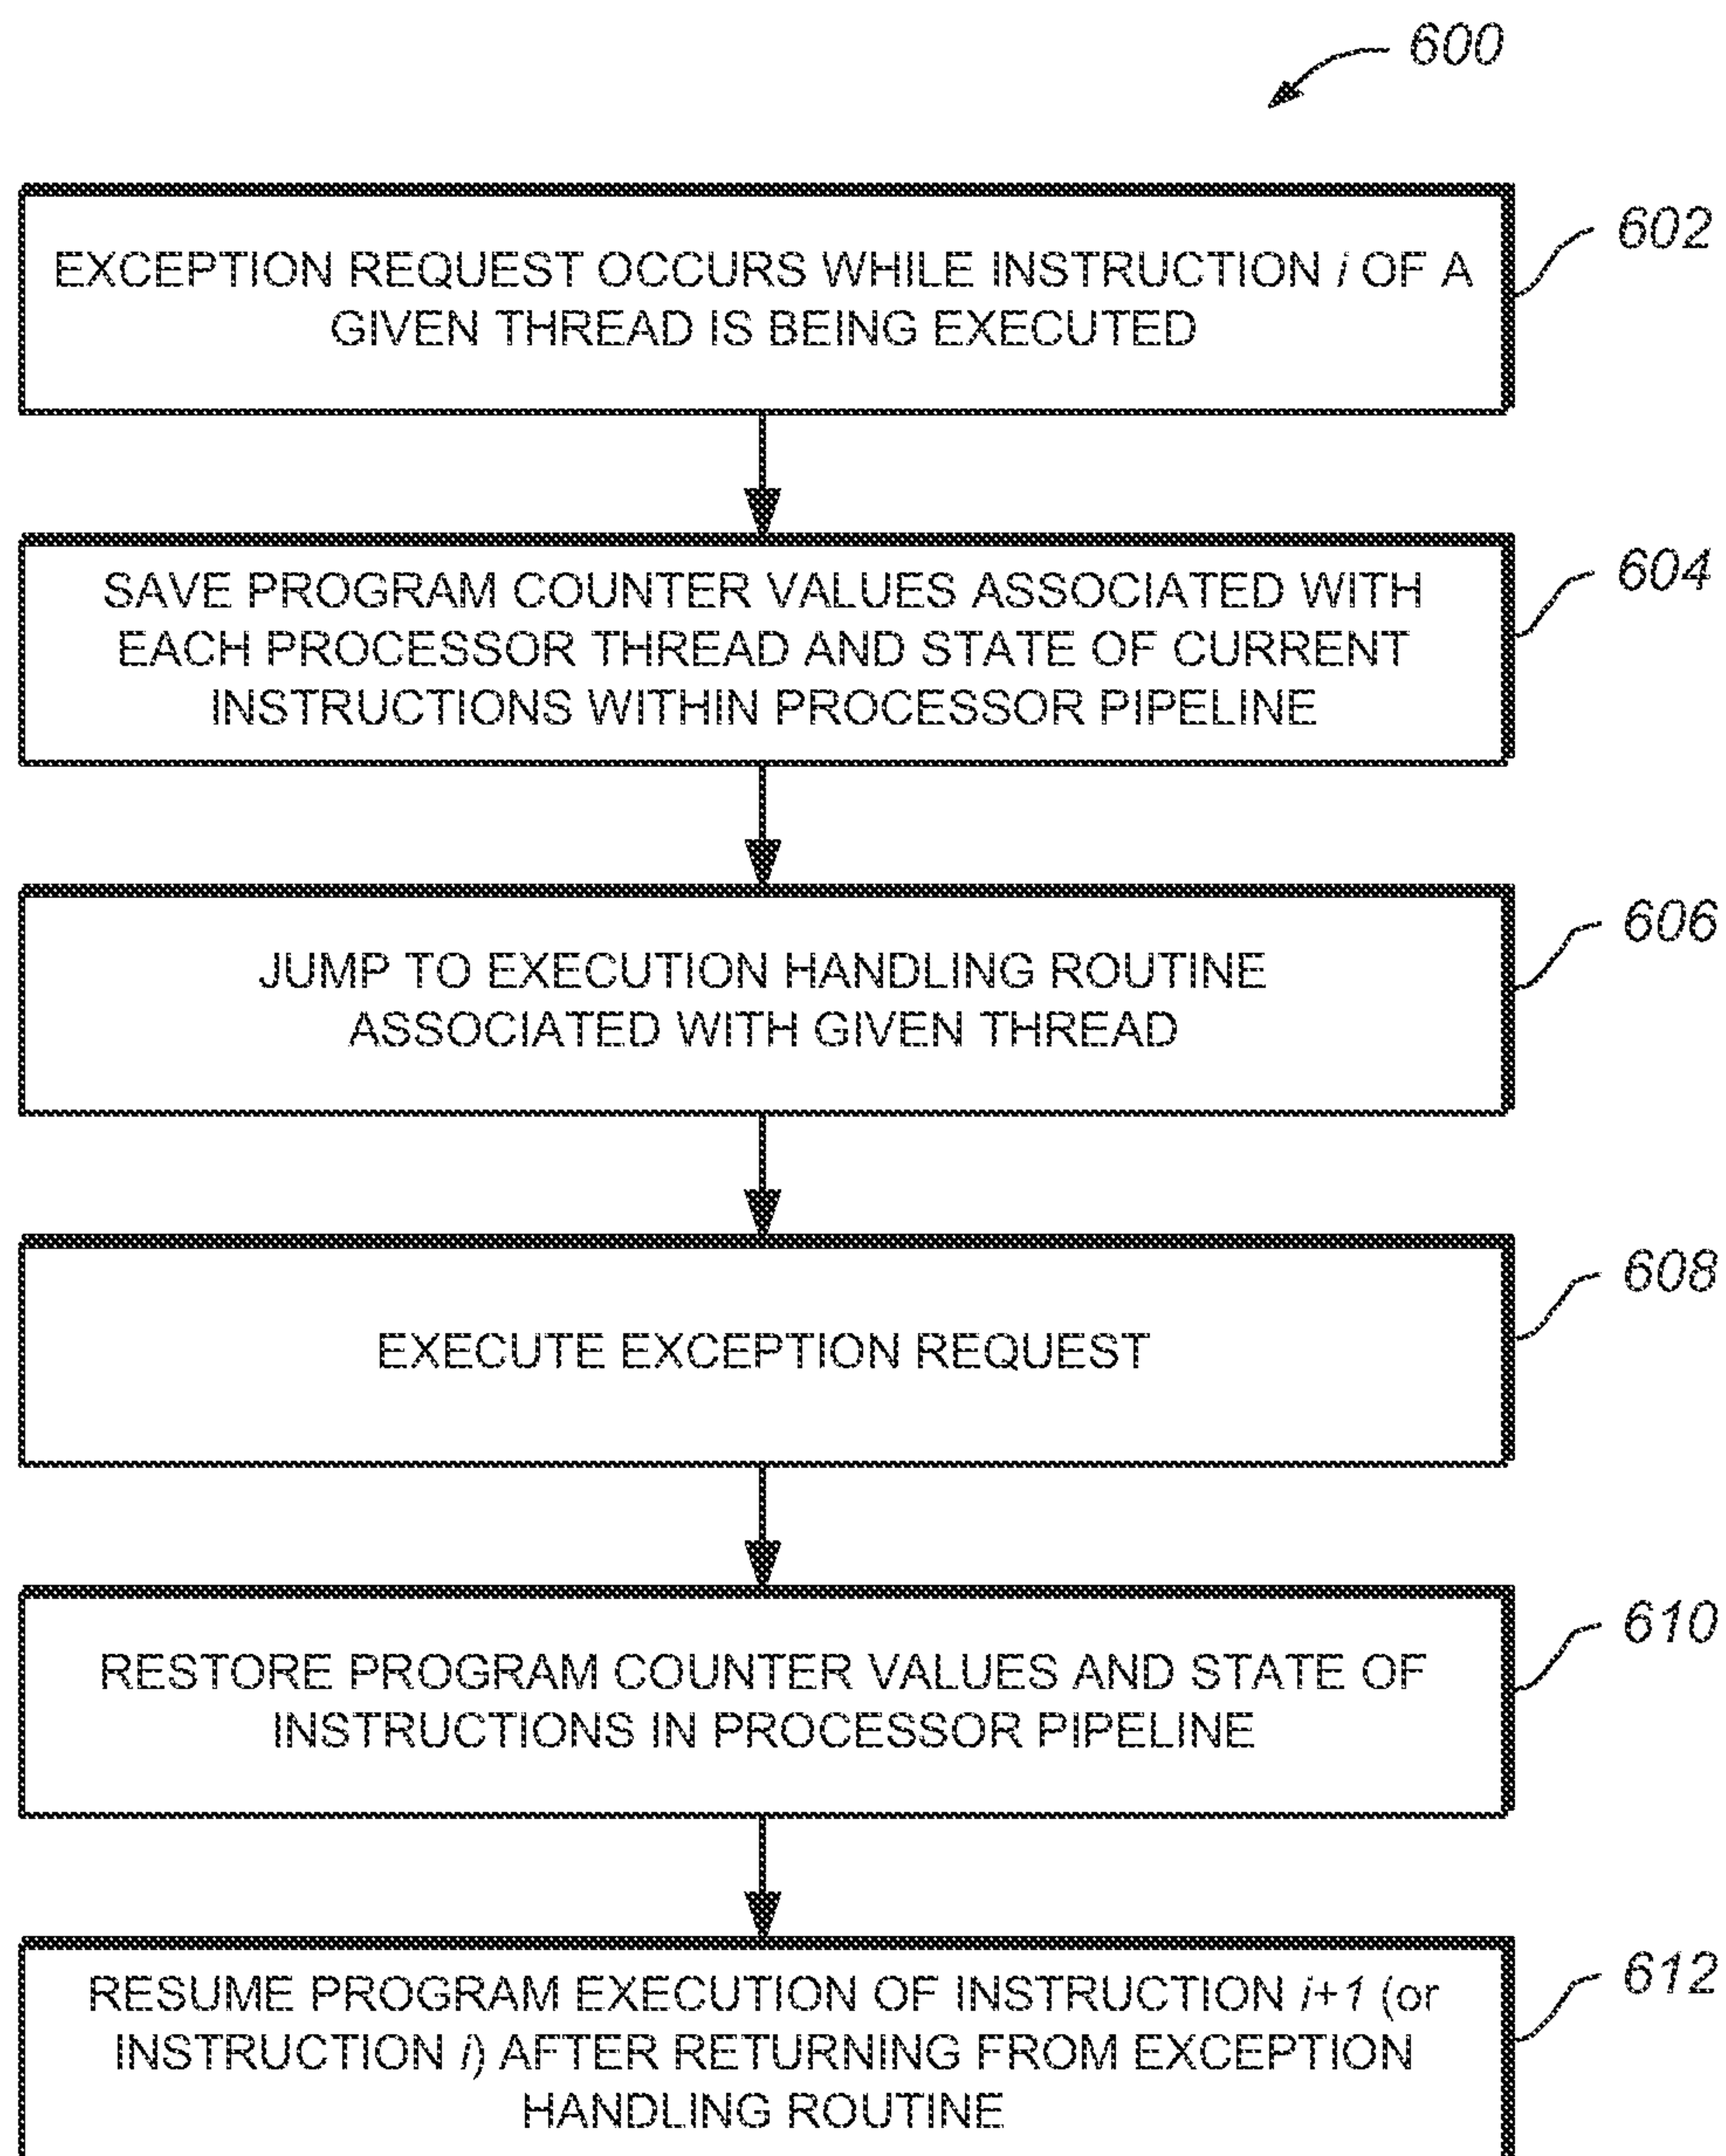 600
EXCEPTION REQUEST OCCURS WHILE INSTRUCTION i OF A
GIVEN THREAD IS BEING EXECUTED
602
SAVE PROGRAM COUNTER VALUES ASSOCIATED WITH
EACH PROCESSOR THREAD AND STATE OF CURRENT
INSTRUCTIONS WITHIN PROCESSOR PIPELINE
604
JUMP TO EXECUTION HANDLING ROUTINE
ASSOCIATED WITH GIVEN THREAD
606
EXECUTE EXCEPTION REQUEST
608
RESTORE PROGRAM COUNTER VALUES AND STATE OF
INSTRUCTIONS IN PROCESSOR PIPELINE
610
RESUME PROGRAM EXECUTION OF INSTRUCTION i+1 (or
INSTRUCTION i) AFTER RETURNING FROM EXCEPTION
HANDLING ROUTINE
612